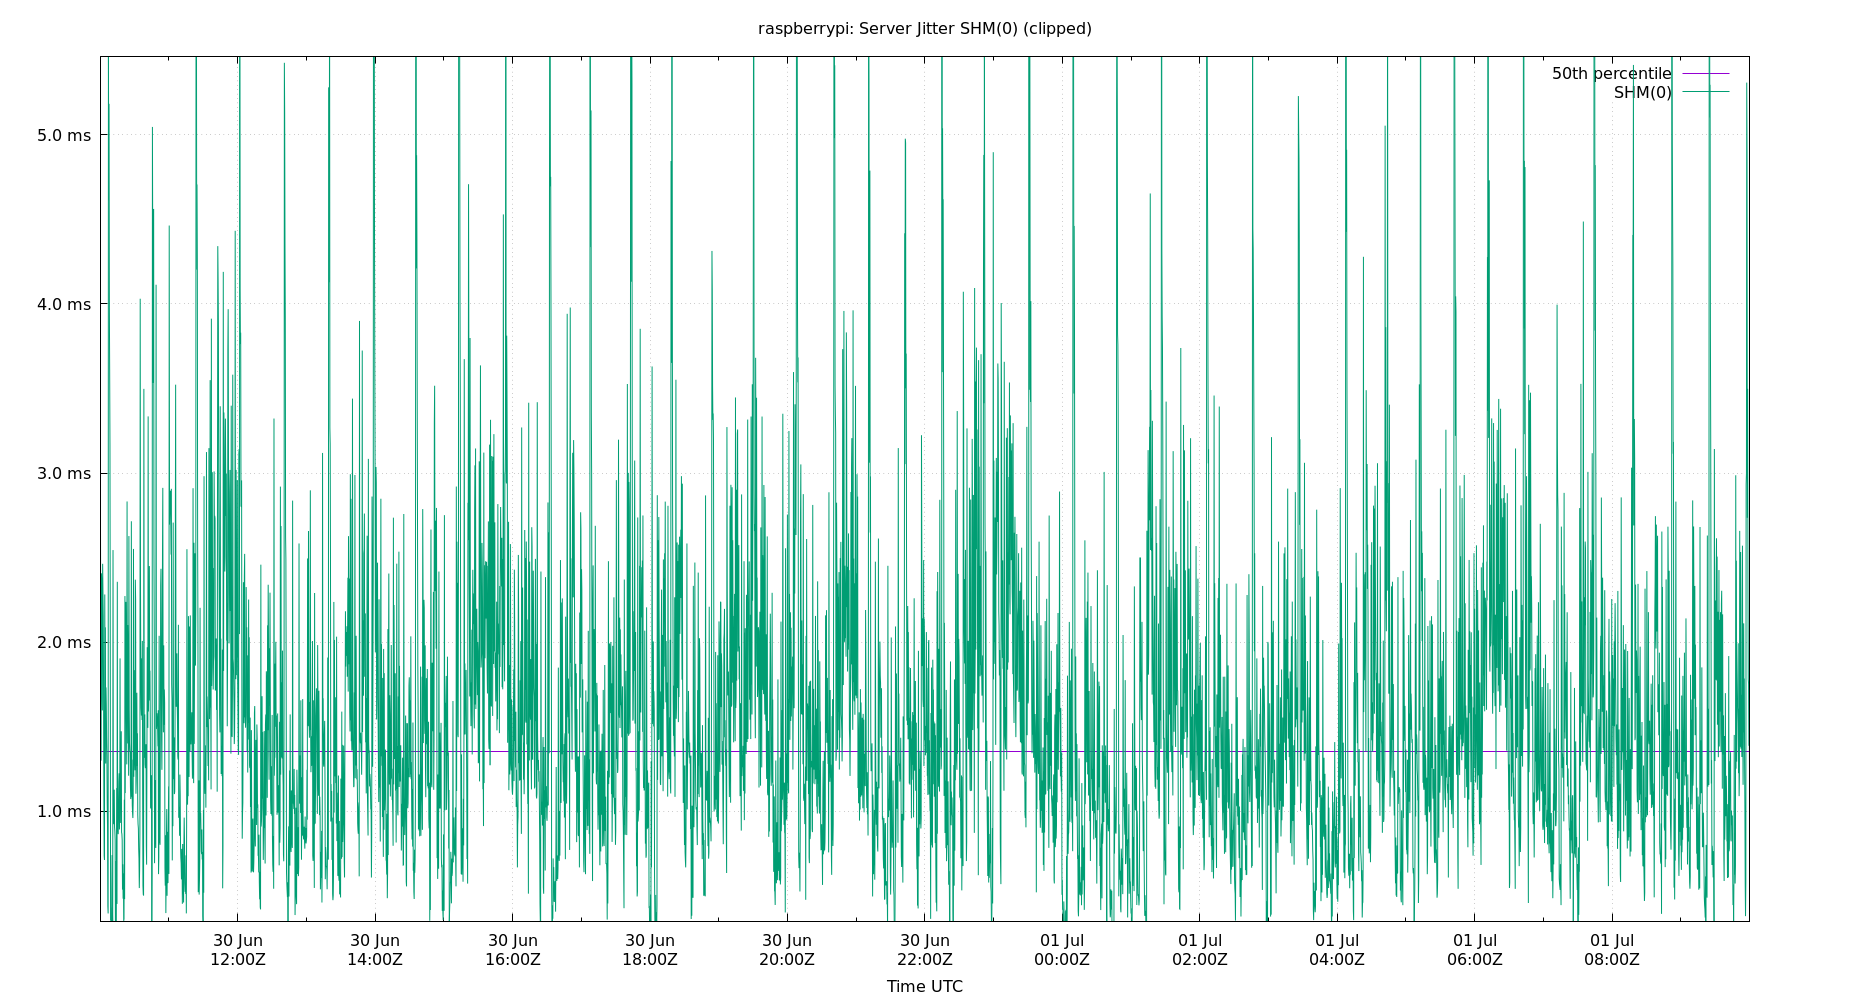 raspberrypi: Server Jitter SHM(0) (clipped)
50th percentile
SHM(0)
5.0 ms
4.0 ms
3.0 ms
2.0 ms
1.0 ms
30 Jun 30 Jun 30 Jun 30 Jun 30 Jun 30 Jun 01 Jul 01 Jul 01 Jul 01 Jul 01 Jul
12:00Z 14:00Z 16:00Z 18:00Z 20:00Z 22:00Z 00:00Z 02:00Z 04:00Z 06:00Z 08:00Z
Time UTC